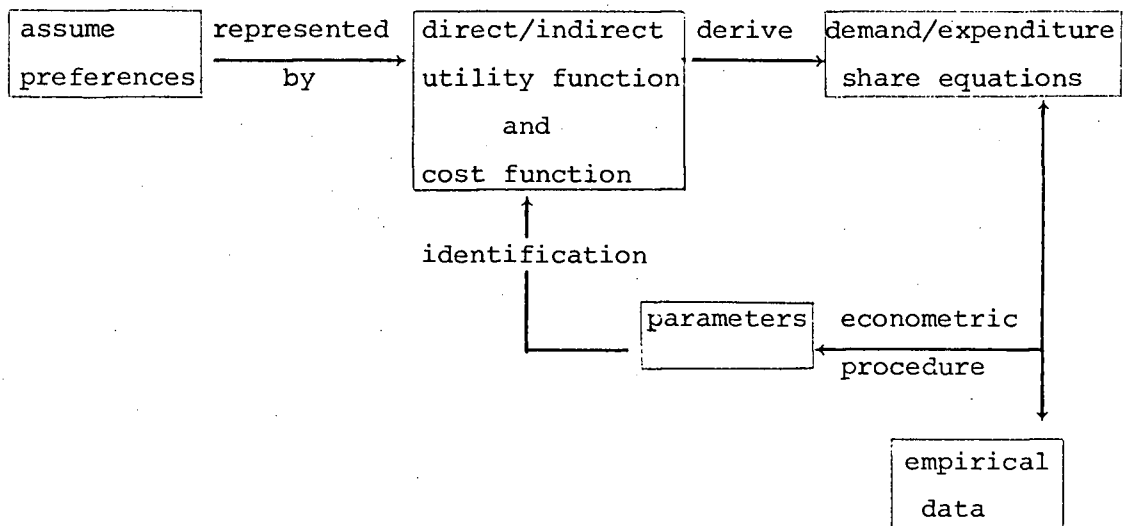 assume
preferences
represented
by
direct/indirect
utility function
and
cost function
derive
demand/expenditure
share equations
identification
parameters
econometric
procedure
empirical
data